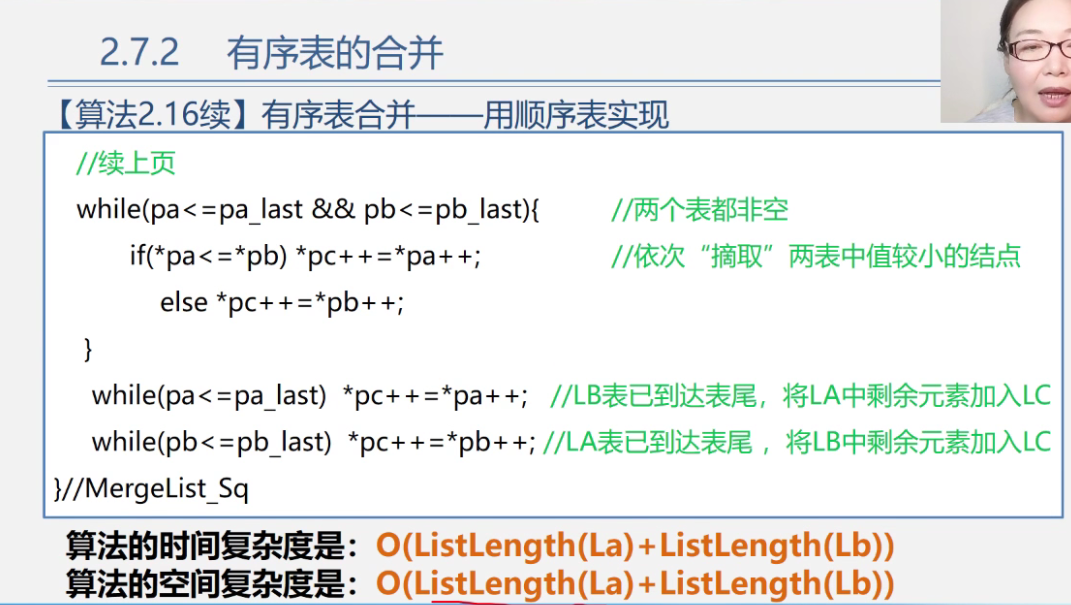 2.7.2 有序表的合并
【算法2.16续】有序表合并——用顺序表实现
//续上页
while(pa<=pa_last && pb<=pb_last){ //两个表都非空
if(*pa<=*pb) *pc++=*pa++; //依次“摘取”两表中值较小的结点
else *pc++=*pb++;
}
while(pa<=pa_last) *pc++=*pa++; //LB表已到达表尾，将LA中剩余元素加入LC
while(pb<=pb_last) *pc++=*pb++; //LA表已到达表尾 ，将LB中剩余元素加入LC
}//MergeList_Sq
算法的时间复杂度是：O(ListLength(La)+ListLength(Lb))
算法的空间复杂度是：O(ListLength(La)+ListLength(Lb))